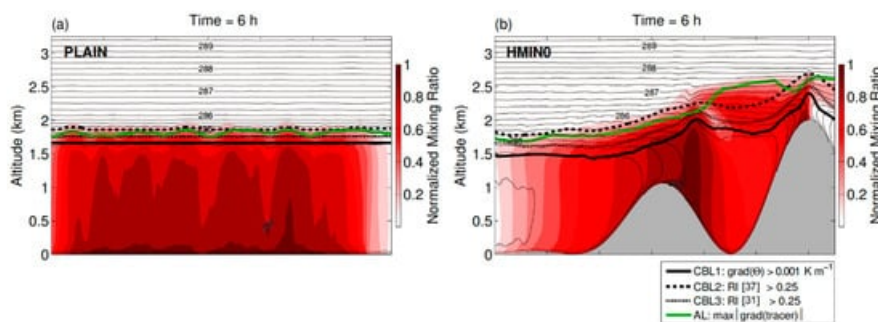 (a) Time = 6 h
PLAIN
3
2.5
2
1.5
1
0.5
0
Altitude (km)
289
288
287
286
1
0.8
0.6
0.4
0.2
Normalized Mixing Ratio
(b) Time = 6 h
HMIN0
3
2.5
2
1.5
1
0.5
0
Altitude (km)
289
288
287
286
1
0.8
0.6
0.4
0.2
Normalized Mixing Ratio
CBL1: grad(Θ) > 0.001 K m⁻¹
CBL2: RI [37] > 0.25
CBL3: RI [31] > 0.25
AL: max|grad(tracer)|